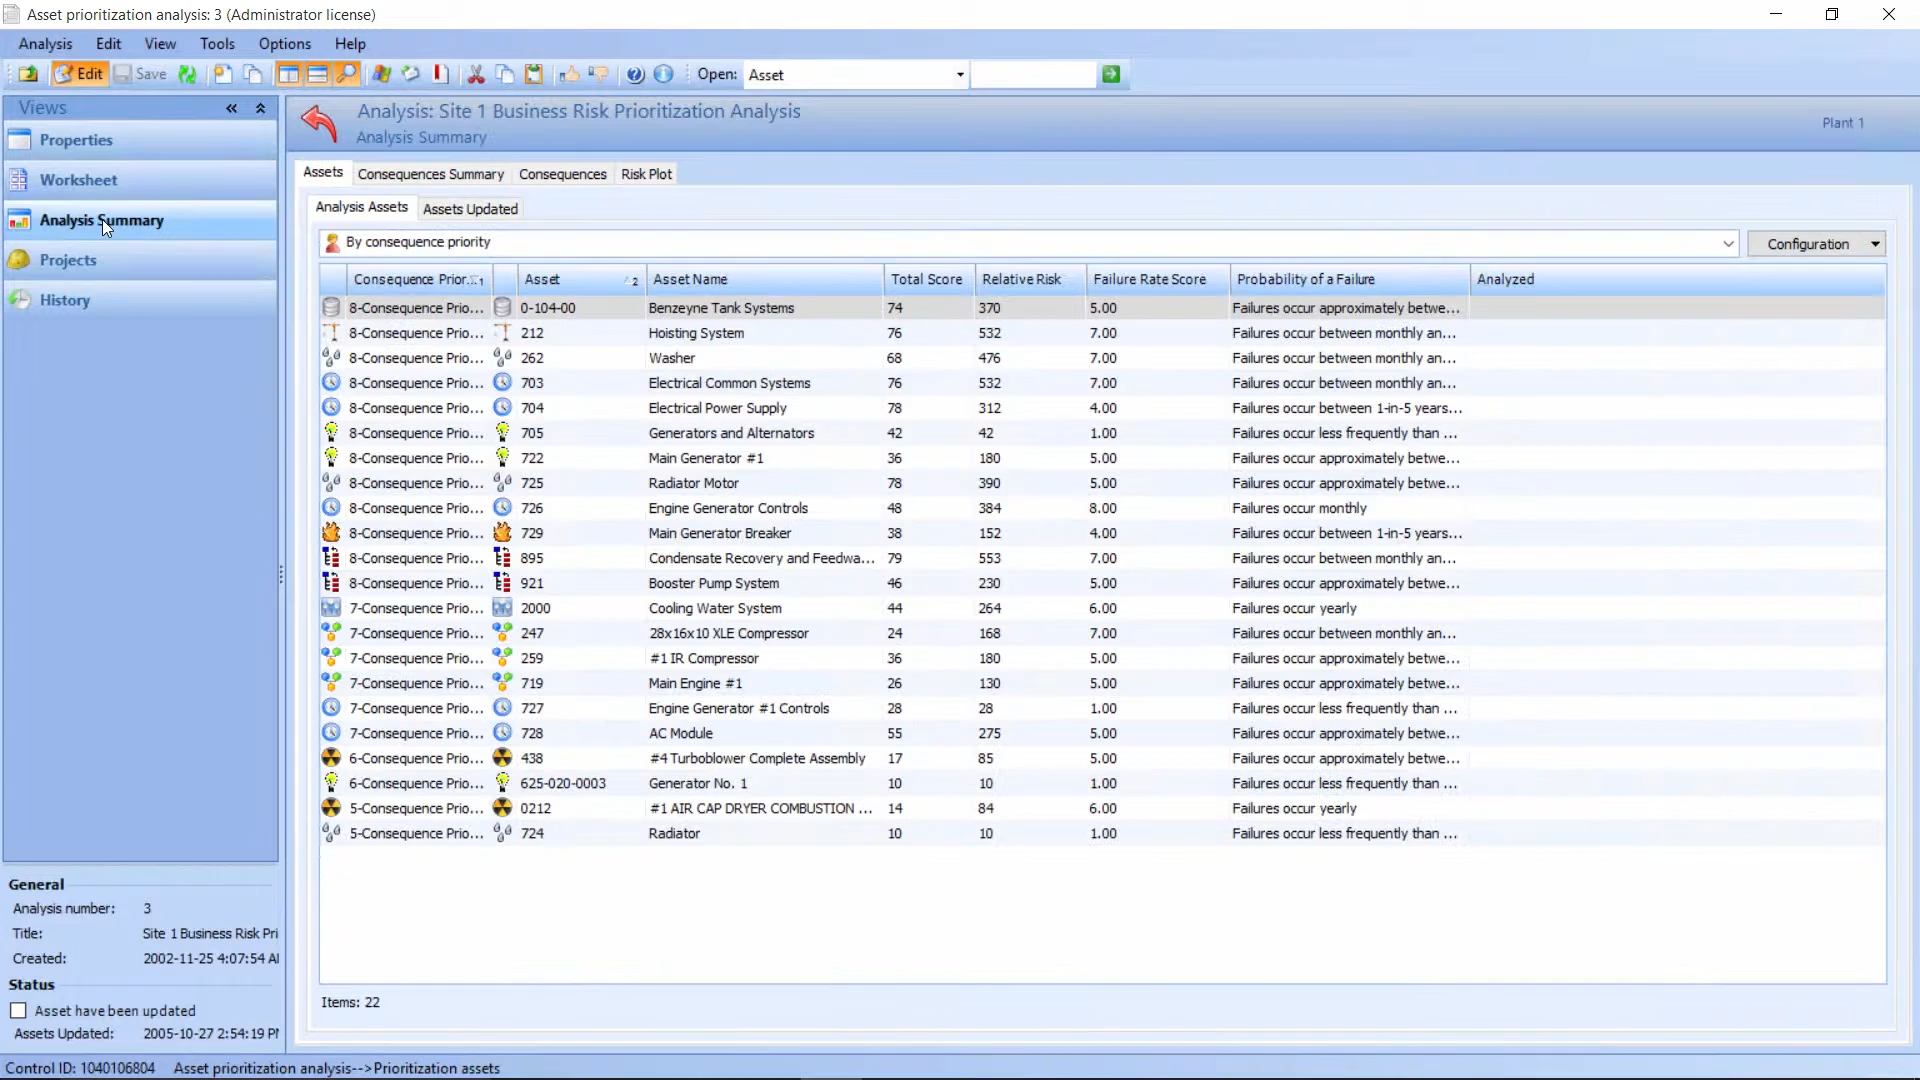 Asset prioritization analysis: 3 (Administrator license)
Analysis Edit View Tools Options Help
Edit Save Open: Asset
Views
Properties
Worksheet
Analysis Summary
Projects
History
Analysis: Site 1 Business Risk Prioritization Analysis
Analysis Summary
Plant 1
Assets Consequences Summary Consequences Risk Plot
Analysis Assets Assets Updated
By consequence priority Configuration
Consequence Prior... 1 Asset 2 Asset Name Total Score Relative Risk Failure Rate Score Probability of a Failure Analyzed
8-Consequence Prio... 0-104-00 Benzeyne Tank Systems 74 370 5.00 Failures occur approximately betwe...
8-Consequence Prio... 212 Hoisting System 76 532 7.00 Failures occur between monthly an...
8-Consequence Prio... 262 Washer 68 476 7.00 Failures occur between monthly an...
8-Consequence Prio... 703 Electrical Common Systems 76 532 7.00 Failures occur between monthly an...
8-Consequence Prio... 704 Electrical Power Supply 78 312 4.00 Failures occur between 1-in-5 years...
8-Consequence Prio... 705 Generators and Alternators 42 42 1.00 Failures occur less frequently than ...
8-Consequence Prio... 722 Main Generator #1 36 180 5.00 Failures occur approximately betwe...
8-Consequence Prio... 725 Radiator Motor 78 390 5.00 Failures occur approximately betwe...
8-Consequence Prio... 726 Engine Generator Controls 48 384 8.00 Failures occur monthly
8-Consequence Prio... 729 Main Generator Breaker 38 152 4.00 Failures occur between 1-in-5 years...
8-Consequence Prio... 895 Condensate Recovery and Feedwa... 79 553 7.00 Failures occur between monthly an...
8-Consequence Prio... 921 Booster Pump System 46 230 5.00 Failures occur approximately betwe...
7-Consequence Prio... 2000 Cooling Water System 44 264 6.00 Failures occur yearly
7-Consequence Prio... 247 28x16x10 XLE Compressor 24 168 7.00 Failures occur between monthly an...
7-Consequence Prio... 259 #1 IR Compressor 36 180 5.00 Failures occur approximately betwe...
7-Consequence Prio... 719 Main Engine #1 26 130 5.00 Failures occur approximately betwe...
7-Consequence Prio... 727 Engine Generator #1 Controls 28 28 1.00 Failures occur less frequently than ...
7-Consequence Prio... 728 AC Module 55 275 5.00 Failures occur approximately betwe...
6-Consequence Prio... 438 #4 Turboblower Complete Assembly 17 85 5.00 Failures occur approximately betwe...
6-Consequence Prio... 625-020-0003 Generator No. 1 10 10 1.00 Failures occur less frequently than ...
5-Consequence Prio... 0212 #1 AIR CAP DRYER COMBUSTION ... 14 84 6.00 Failures occur yearly
5-Consequence Prio... 724 Radiator 10 10 1.00 Failures occur less frequently than ...
Items: 22
General
Analysis number: 3
Title: Site 1 Business Risk Pri
Created: 2002-11-25 4:07:54 A
Status
Asset have been updated
Assets Updated: 2005-10-27 2:54:19 P
Control ID: 1040106804 Asset prioritization analysis-->Prioritization assets